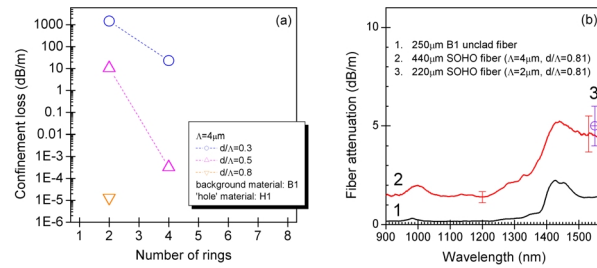 (a)
Confinement loss (dB/m)
1000
100
10
1
0.1
0.01
1E-3
1E-4
1E-5
1E-6
Λ=4μm
d/Λ=0.3
d/Λ=0.5
d/Λ=0.8
background material: B1
'hole' material: H1
1 2 3 4 5 6 7 8
Number of rings
(b)
Fiber attenuation (dB/m)
10
5
0
1. 250μm B1 unclad fiber
2. 440μm SOHO fiber (Λ=4μm, d/Λ=0.81)
3. 220μm SOHO fiber (Λ=2μm, d/Λ=0.81)
3
2
1
900 1000 1100 1200 1300 1400 1500
Wavelength (nm)